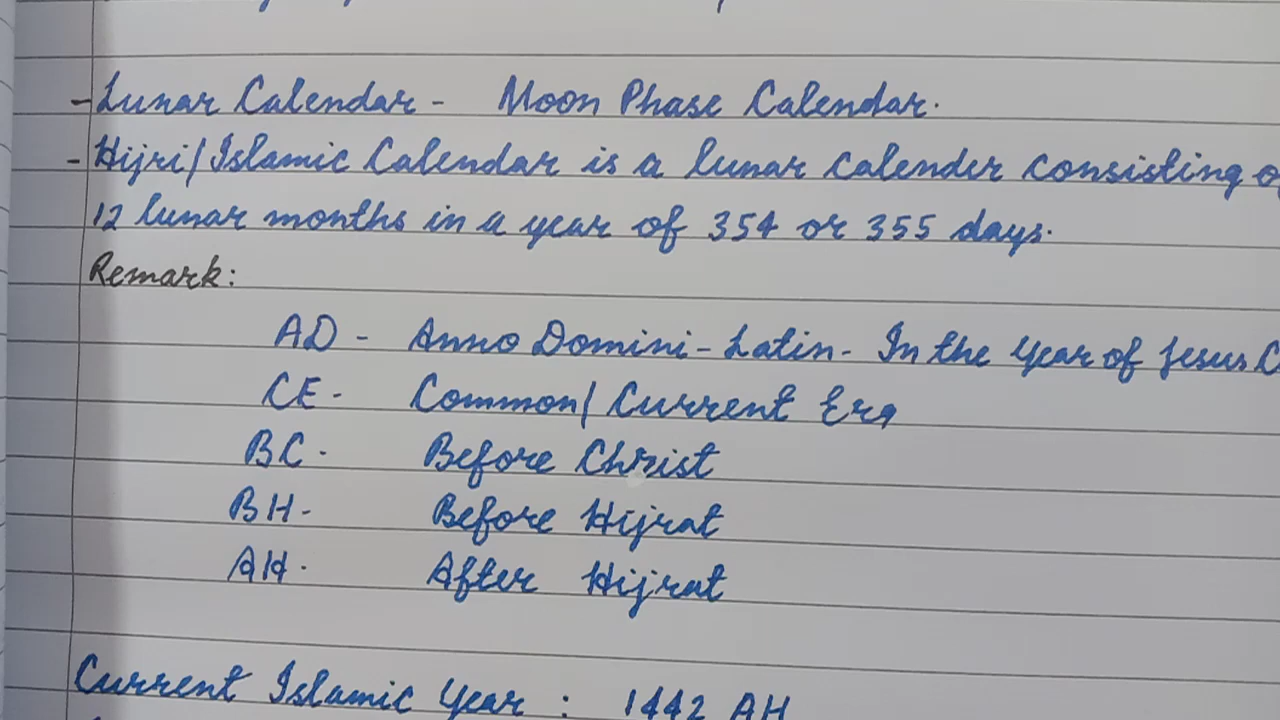 - Lunar Calendar - Moon Phase Calendar.
- Hijri/Islamic Calendar is a lunar calender consisting
12 lunar months in a year of 354 or 355 days.
Remark:
AD - Anno Domini - Latin - In the Year of Jesus
CE - Common/Current Era
BC - Before Christ
BH - Before Hijrat
AH - After Hijrat
Current Islamic Year : 1442 AH